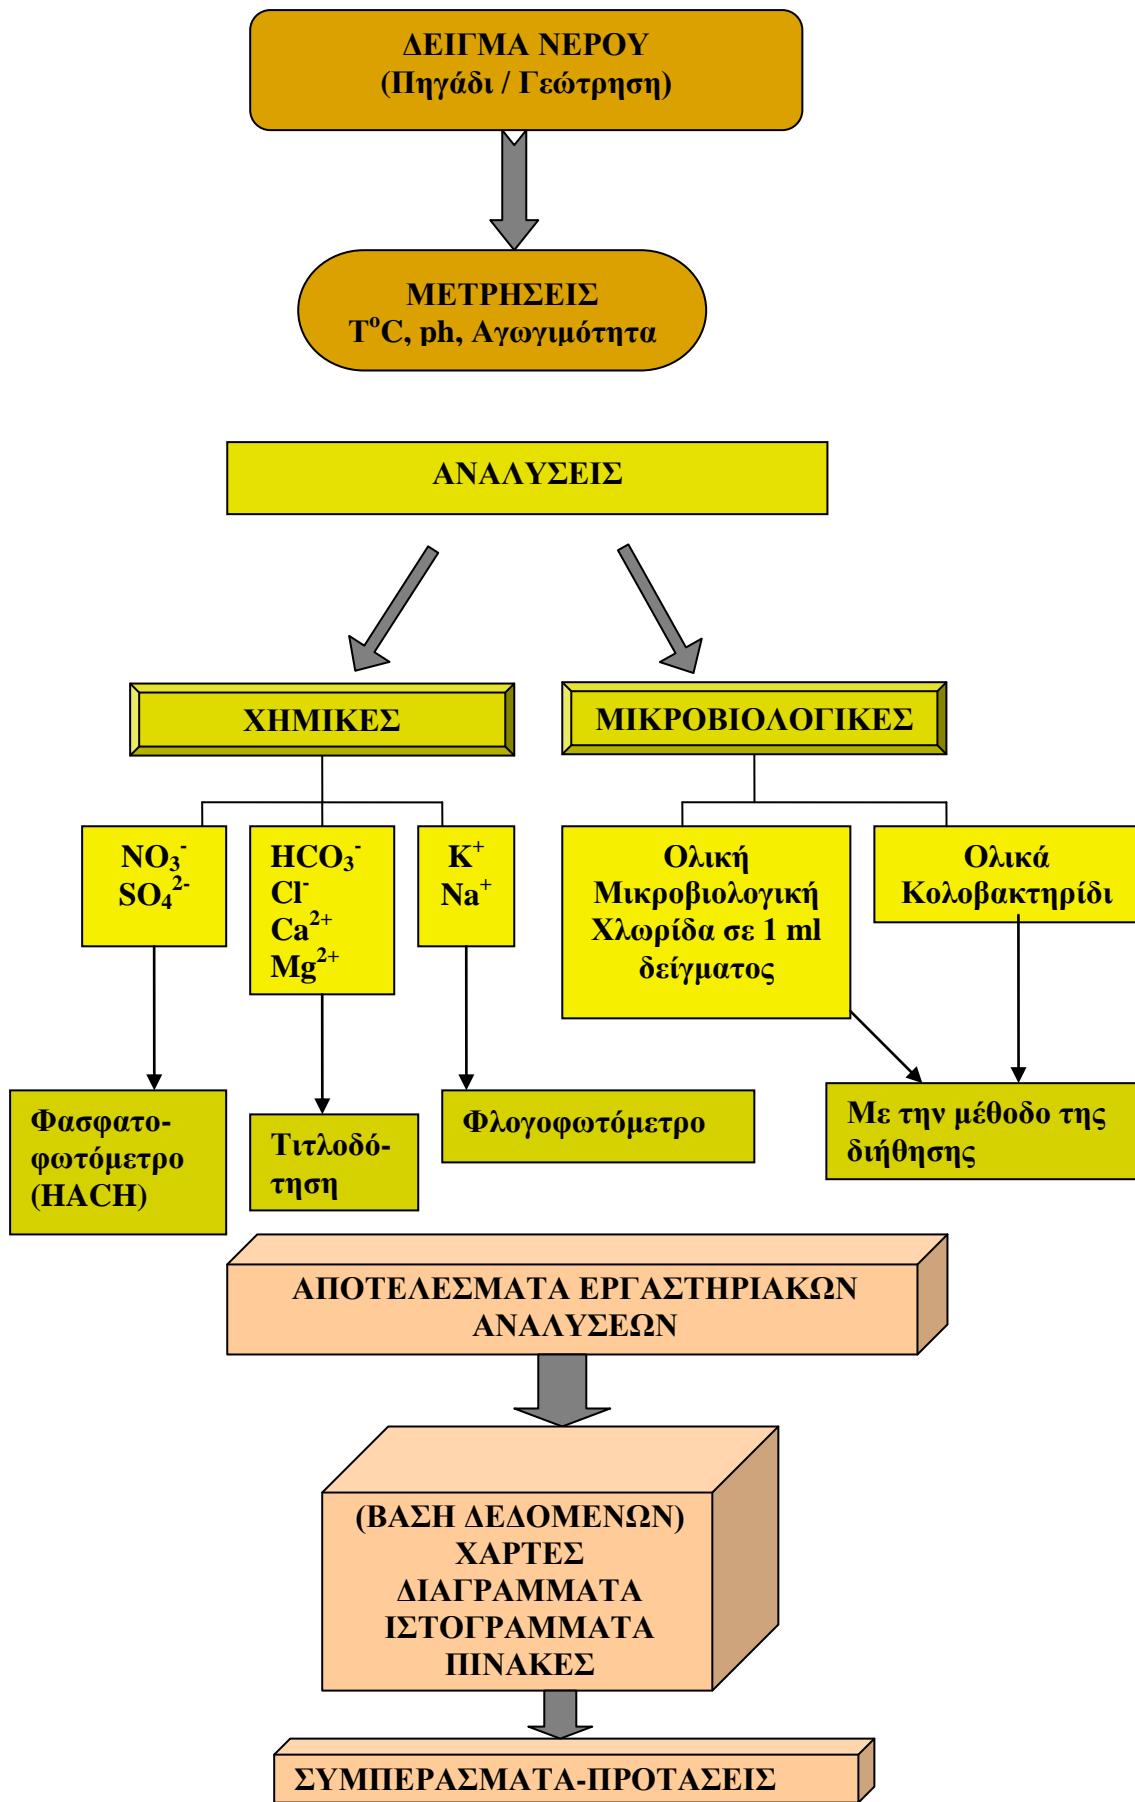 ΔΕΙΓΜΑ ΝΕΡΟΥ
(Πηγάδι / Γεώτρηση)
ΜΕΤΡΗΣΕΙΣ
T°C, ph, Αγωγιμότητα
ΑΝΑΛΥΣΕΙΣ
ΧΗΜΙΚΕΣ
ΜΙΚΡΟΒΙΟΛΟΓΙΚΕΣ
NO₃⁻
SO₄²⁻
HCO₃⁻
Cl⁻
Ca²⁺
Mg²⁺
K⁺
Na⁺
Ολική
Μικροβιολογική
Χλωρίδα σε 1 ml
δείγματος
Ολικά
Κολοβακτηρίδι
Φασφατο-
φωτόμετρο
(HACH)
Τιτλοδό-
τηση
Φλογοφωτόμετρο
Με την μέθοδο της
διήθησης
ΑΠΟΤΕΛΕΣΜΑΤΑ ΕΡΓΑΣΤΗΡΙΑΚΩΝ
ΑΝΑΛΥΣΕΩΝ
(ΒΑΣΗ ΔΕΔΟΜΕΝΩΝ)
ΧΑΡΤΕΣ
ΔΙΑΓΡΑΜΜΑΤΑ
ΙΣΤΟΓΡΑΜΜΑΤΑ
ΠΙΝΑΚΕΣ
ΣΥΜΠΕΡΑΣΜΑΤΑ-ΠΡΟΤΑΣΕΙΣ